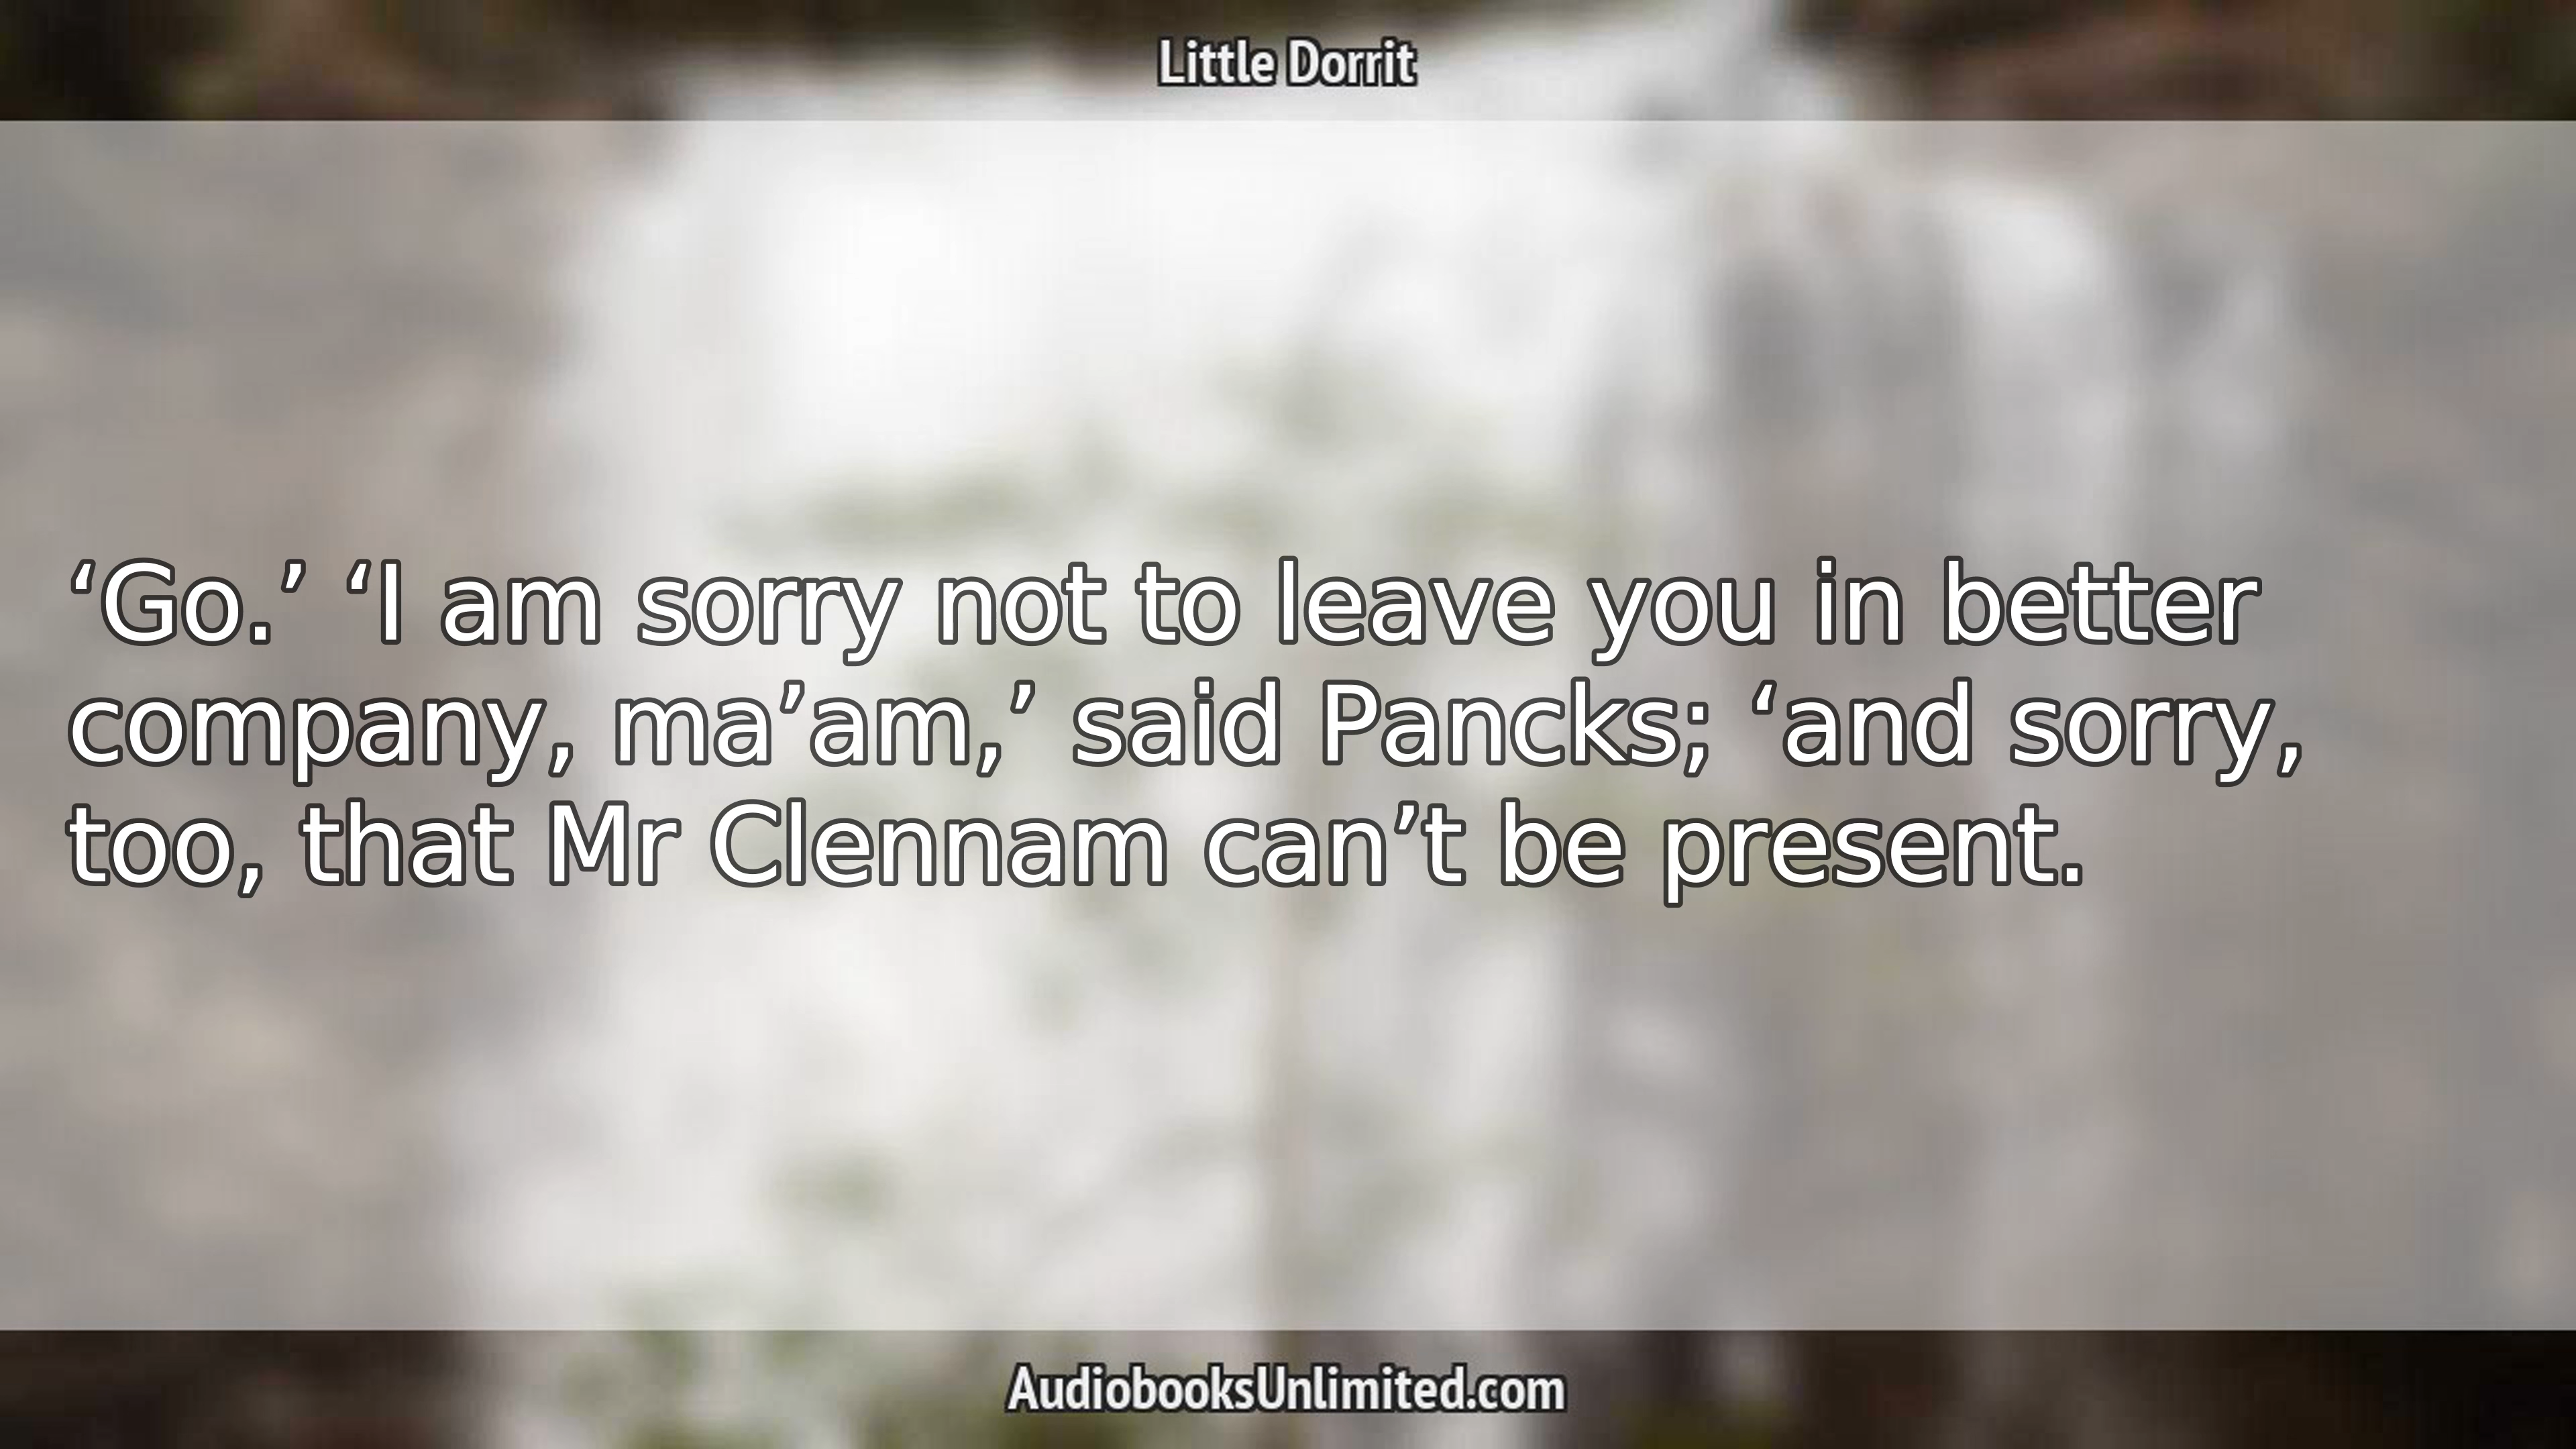 Little Dorrit
‘Go.’ ‘I am sorry not to leave you in better
company, ma’am,’ said Pancks; ‘and sorry,
too, that Mr Clennam can’t be present.
AudiobooksUnlimited.com